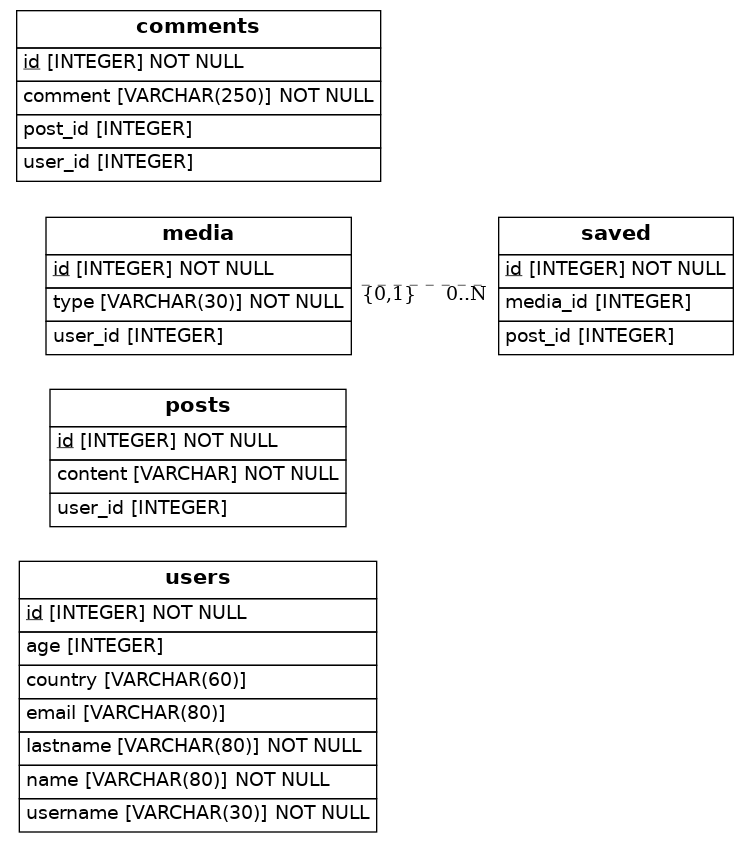 comments
id [INTEGER] NOT NULL
comment [VARCHAR(250)] NOT NULL
post_id [INTEGER]
user_id [INTEGER]
media
id [INTEGER] NOT NULL
type [VARCHAR(30)] NOT NULL
user_id [INTEGER]
{0,1} 0..N
saved
id [INTEGER] NOT NULL
media_id [INTEGER]
post_id [INTEGER]
posts
id [INTEGER] NOT NULL
content [VARCHAR] NOT NULL
user_id [INTEGER]
users
id [INTEGER] NOT NULL
age [INTEGER]
country [VARCHAR(60)]
email [VARCHAR(80)]
lastname [VARCHAR(80)] NOT NULL
name [VARCHAR(80)] NOT NULL
username [VARCHAR(30)] NOT NULL